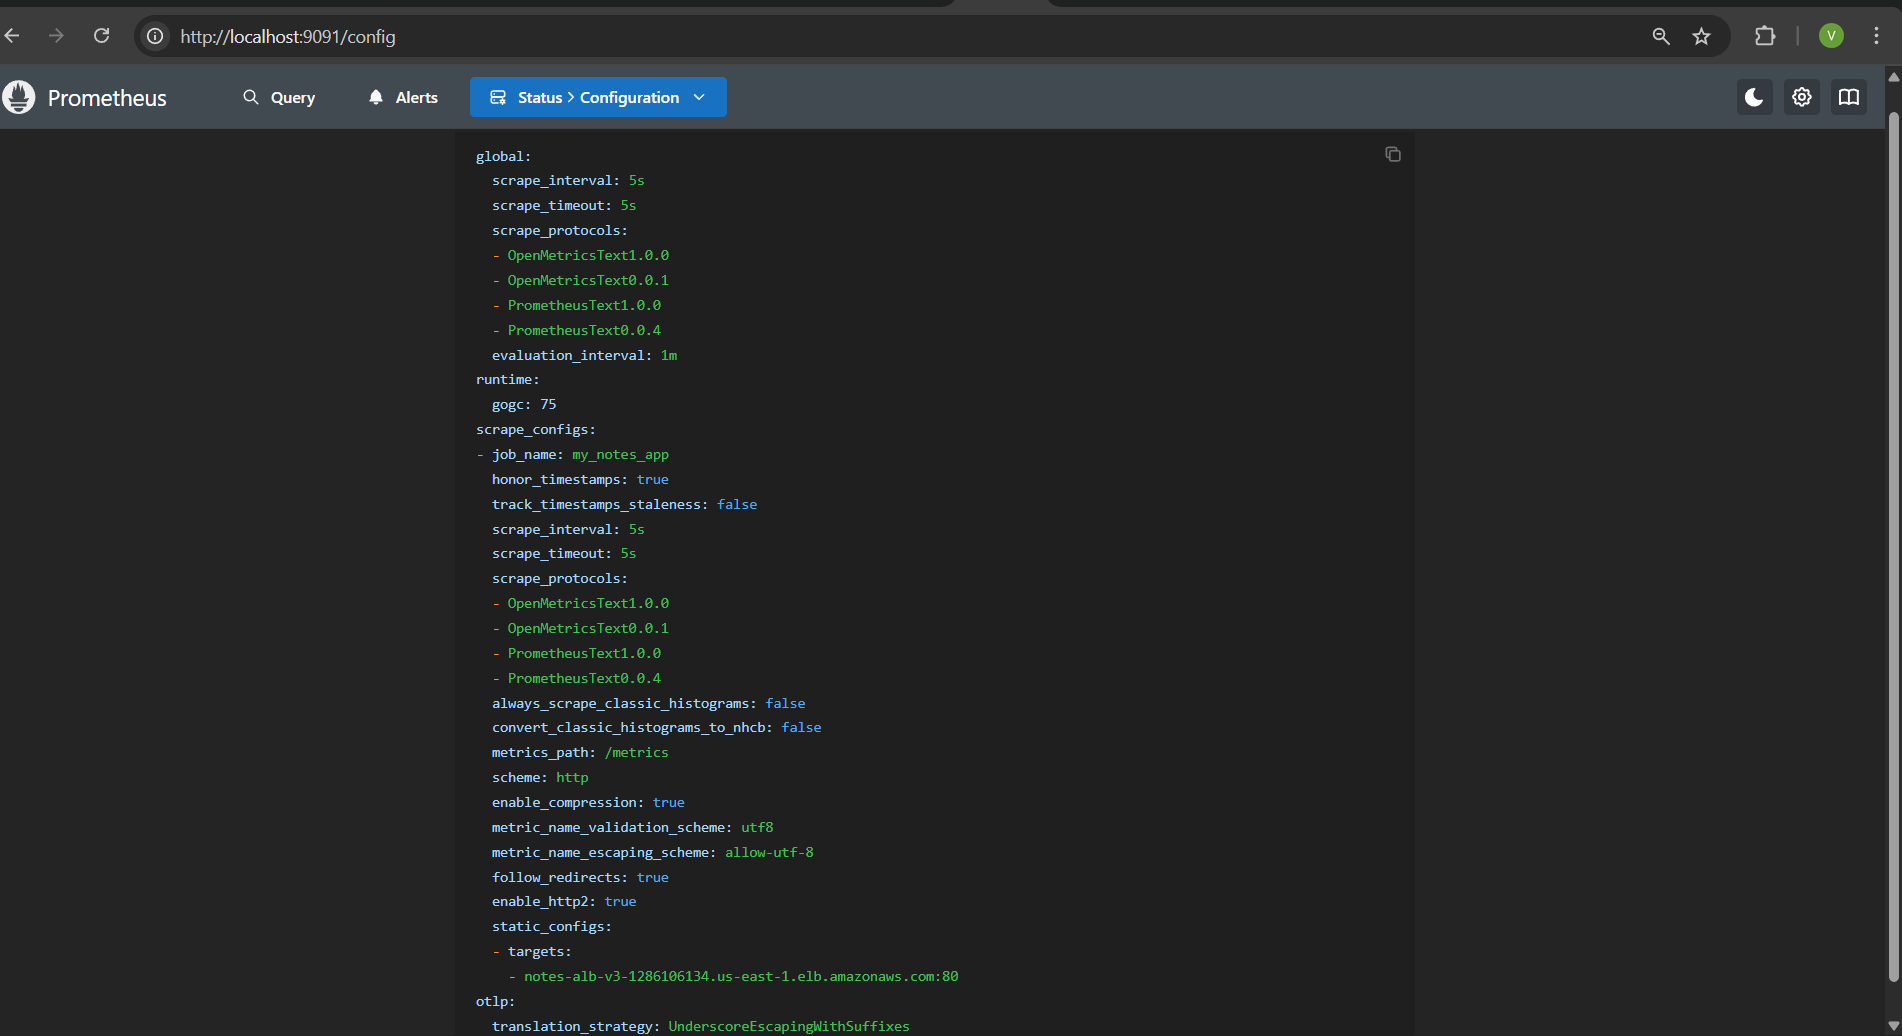 http://localhost:9091/config
V
Prometheus
Query
Alerts
Status > Configuration
global:
scrape_interval: 5s
scrape_timeout: 5s
scrape_protocols:
- OpenMetricsText1.0.0
- OpenMetricsText0.0.1
- PrometheusText1.0.0
- PrometheusText0.0.4
evaluation_interval: 1m
runtime:
gogc: 75
scrape_configs:
- job_name: my_notes_app
honor_timestamps: true
track_timestamps_staleness: false
scrape_interval: 5s
scrape_timeout: 5s
scrape_protocols:
- OpenMetricsText1.0.0
- OpenMetricsText0.0.1
- PrometheusText1.0.0
- PrometheusText0.0.4
always_scrape_classic_histograms: false
convert_classic_histograms_to_nhcb: false
metrics_path: /metrics
scheme: http
enable_compression: true
metric_name_validation_scheme: utf8
metric_name_escaping_scheme: allow-utf-8
follow_redirects: true
enable_http2: true
static_configs:
- targets:
- notes-alb-v3-1286106134.us-east-1.elb.amazonaws.com:80
otlp:
translation_strategy: UnderscoreEscapingWithSuffixes